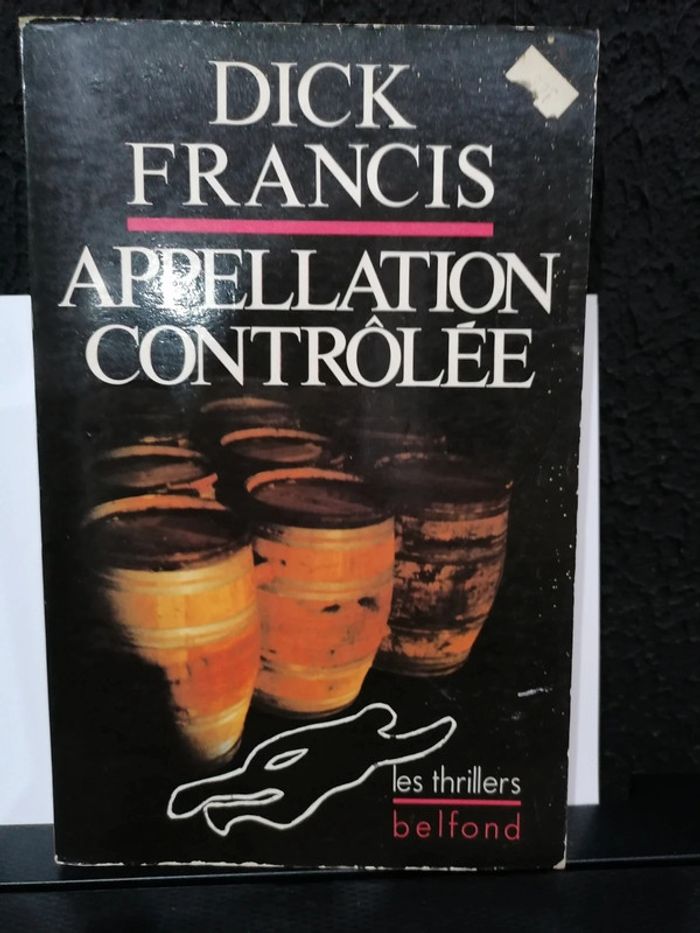 DICK
FRANCIS
APPELLATION
CONTRÔLÉE
les thrillers
belfond